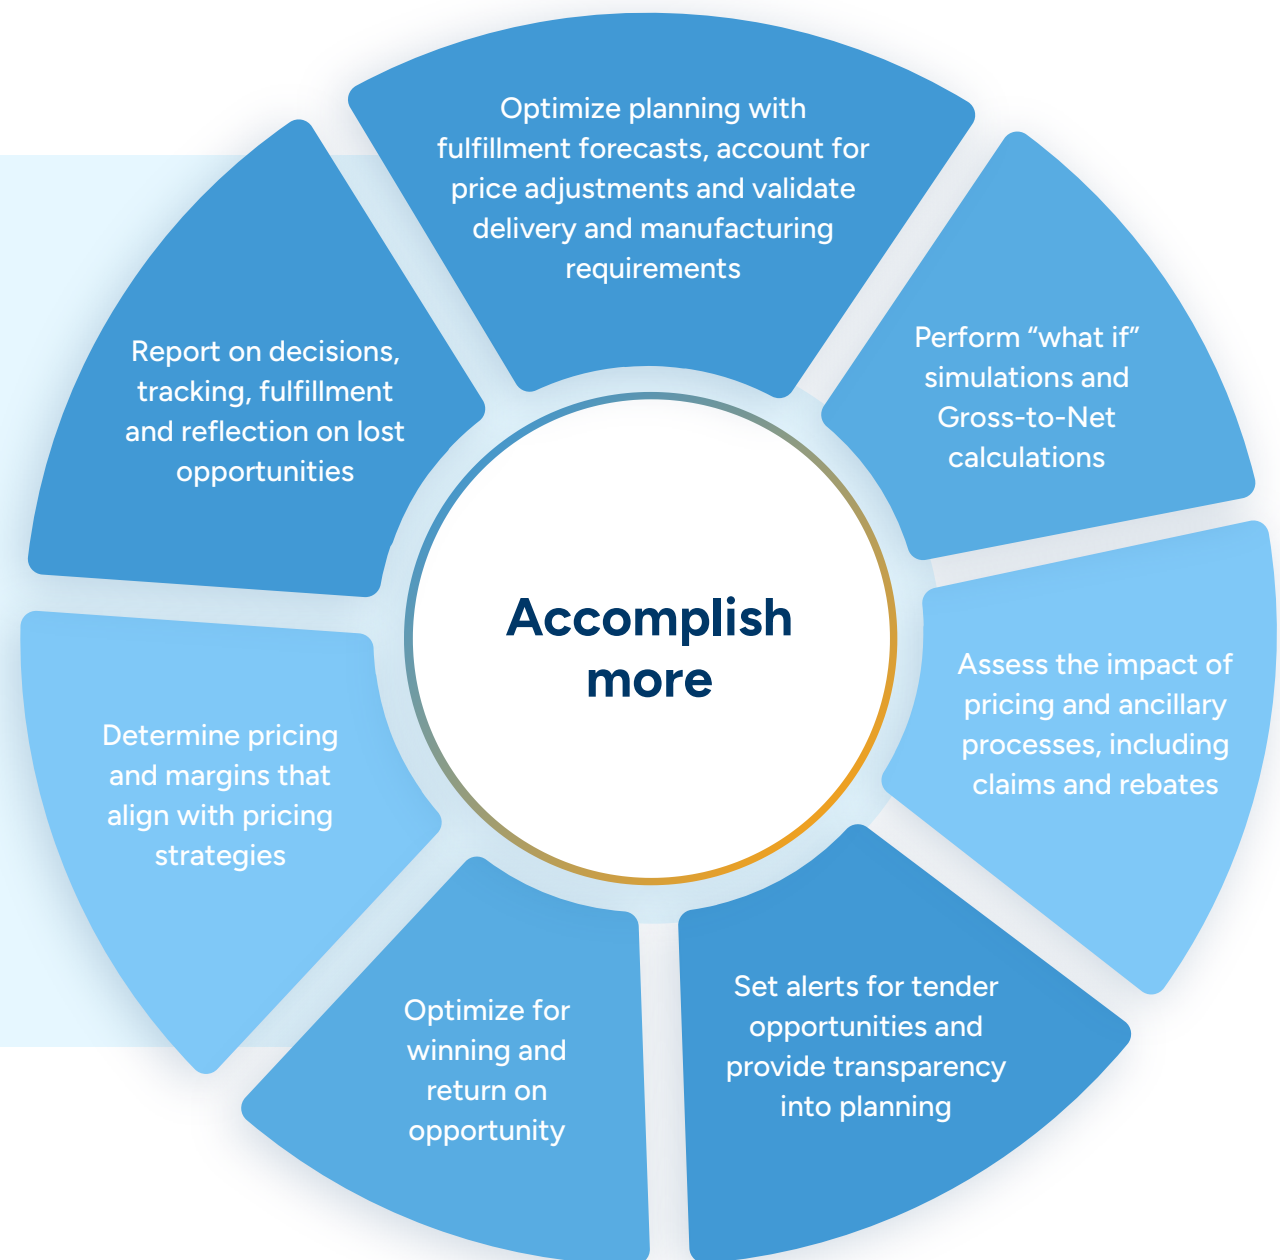 Optimize planning with
fulfillment forecasts, account for
price adjustments and validate
delivery and manufacturing
requirements
Perform “what if”
simulations and
Gross-to-Net
calculations
Assess the impact of
pricing and ancillary
processes, including
claims and rebates
Set alerts for tender
opportunities and
provide transparency
into planning
Optimize for
winning and
return on
opportunity
Determine pricing
and margins that
align with pricing
strategies
Report on decisions,
tracking, fulfillment
and reflection on lost
opportunities
Accomplish
more